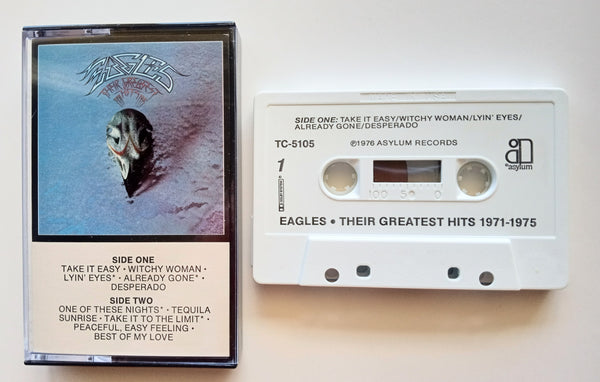 EAGLES
THEIR GREATEST
HITS 1971-1975
SIDE ONE
TAKE IT EASY • WITCHY WOMAN •
LYIN' EYES* • ALREADY GONE* •
DESPERADO
SIDE TWO
ONE OF THESE NIGHTS* • TEQUILA
SUNRISE • TAKE IT TO THE LIMIT* •
PEACEFUL, EASY FEELING •
BEST OF MY LOVE
SIDE ONE: TAKE IT EASY/WITCHY WOMAN/LYIN' EYES/
ALREADY GONE/DESPERADO
TC-5105
℗1976 ASYLUM RECORDS
asylum
1
100 50 0
EAGLES • THEIR GREATEST HITS 1971-1975